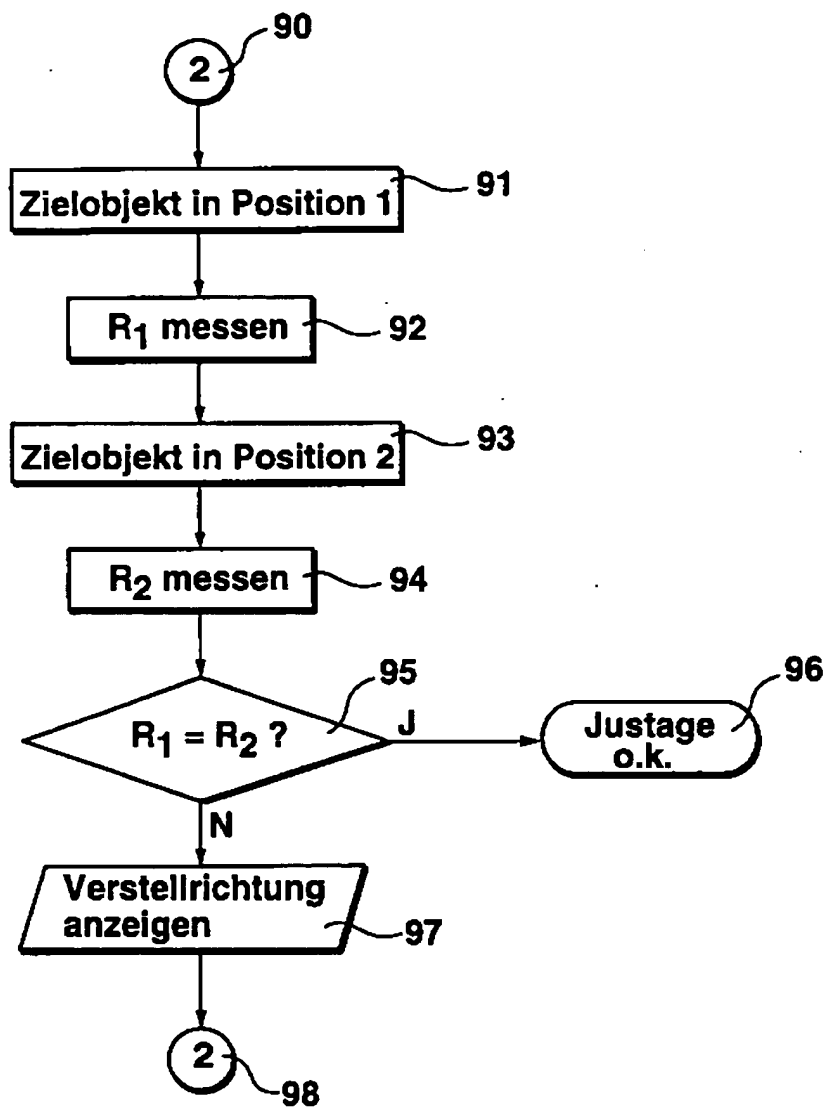 90
2
Zielobjekt in Position 1
91
R1 messen
92
Zielobjekt in Position 2
93
R2 messen
94
R1 = R2 ?
95
J
Justage
o.k.
96
N
Verstellrichtung
anzeigen
97
2
98